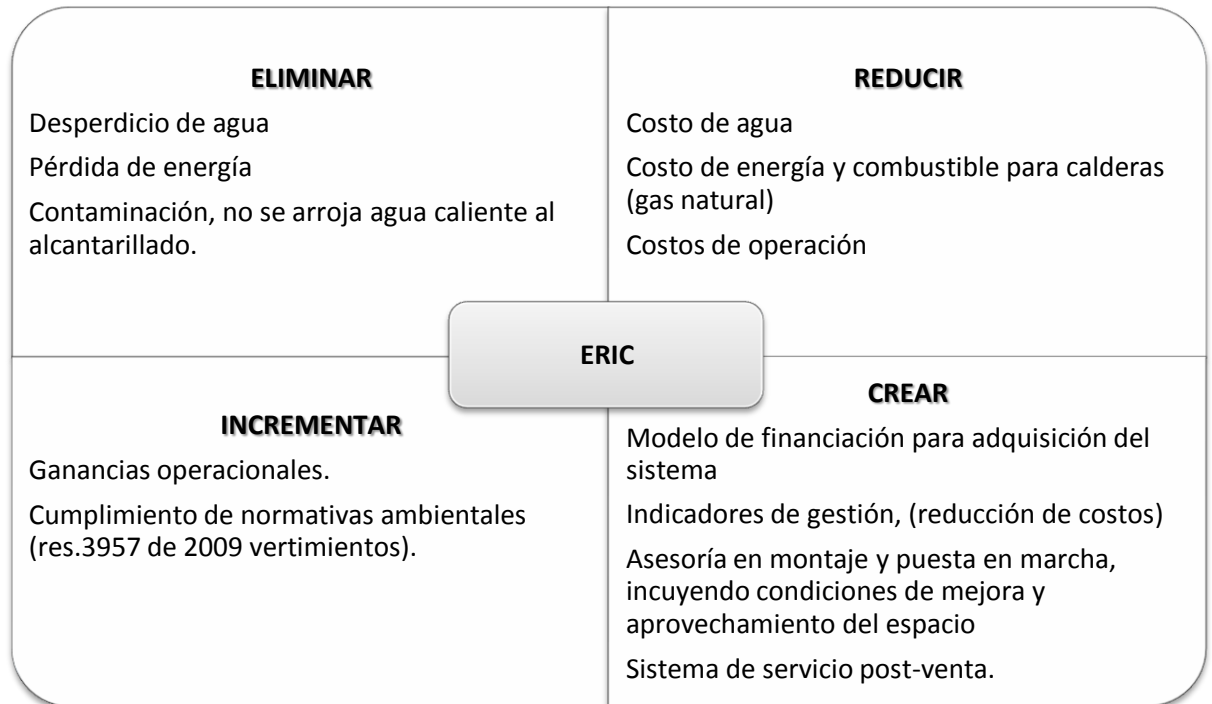 ELIMINAR
Desperdicio de agua
Pérdida de energía
Contaminación, no se arroja agua caliente al
alcantarillado.
REDUCIR
Costo de agua
Costo de energía y combustible para calderas
(gas natural)
Costos de operación
ERIC
INCREMENTAR
Ganancias operacionales.
Cumplimiento de normativas ambientales
(res.3957 de 2009 vertimientos).
CREAR
Modelo de financiación para adquisición del
sistema
Indicadores de gestión, (reducción de costos)
Asesoría en montaje y puesta en marcha,
incuyendo condiciones de mejora y
aprovechamiento del espacio
Sistema de servicio post-venta.